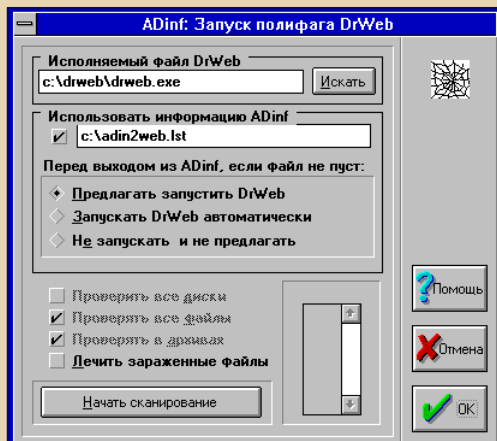 ADinf: Запуск полифага DrWeb
Исполняемый файл DrWeb
c:\drweb\drweb.exe
Искать
Использовать информацию ADinf
c:\adin2web.lst
Перед выходом из ADinf, если файл не пуст:
Предлагать запустить DrWeb
Запускать DrWeb автоматически
Не запускать и не предлагать
Проверить все диски
Проверять все файлы
Проверять в архивах
Лечить зараженные файлы
Начать сканирование
Помощь
Отмена
OK